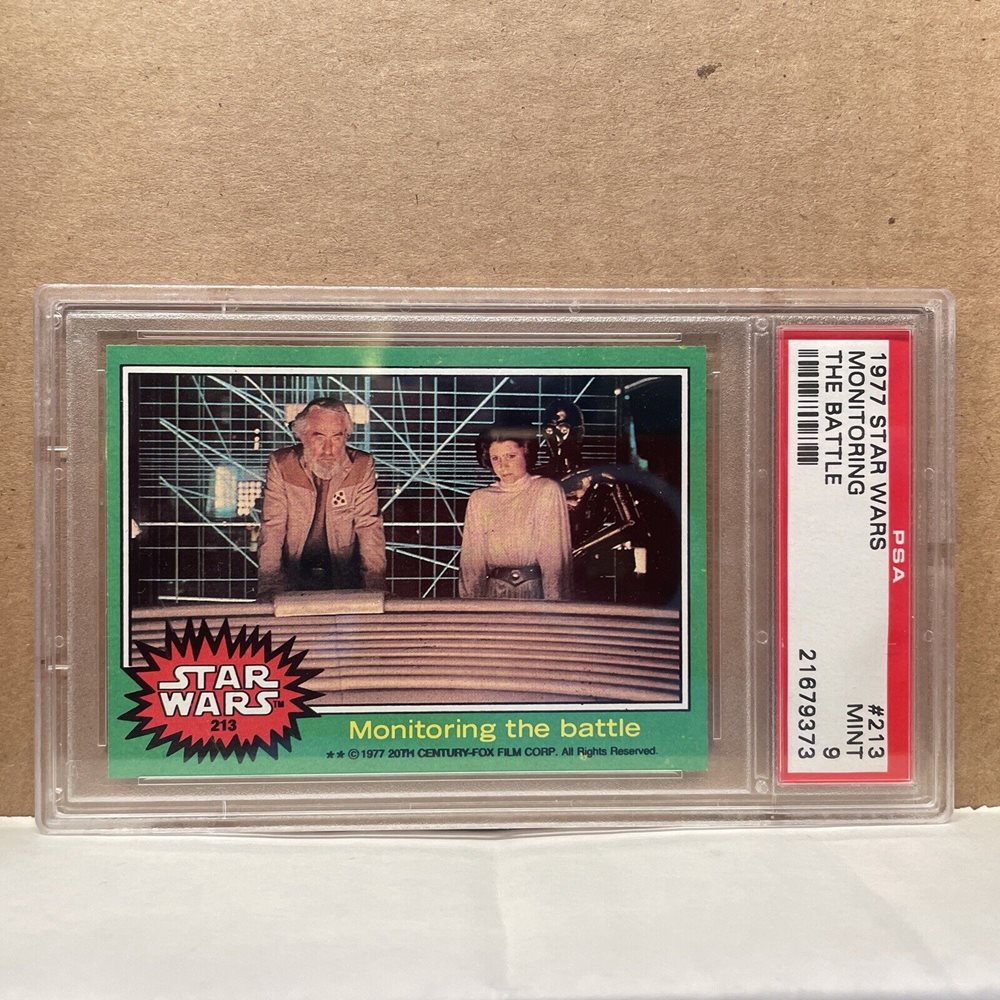 STAR
WARS™
213
Monitoring the battle
★★ © 1977 20TH CENTURY-FOX FILM CORP. All Rights Reserved.
PSA
1977 STAR WARS #213
MONITORING MINT 9
THE BATTLE
21679373